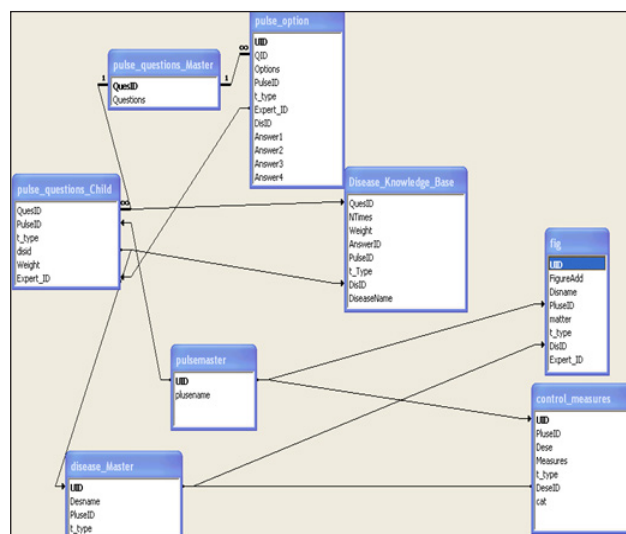 pulse_option
UID
QID
Options
PulseID
t_type
Expert_ID
DisID
Answer1
Answer2
Answer3
Answer4
pulse_questions_Master
QuesID
Questions
1
1
∞
pulse_questions_Child
∞
QuesID
PulseID
t_type
disid
Weight
Expert_ID
Disease_Knowledge_Base
QuesID
NTimes
Weight
AnswerID
PulseID
t_Type
DisID
DiseaseName
fig
UID
FigureAdd
Disname
PluseID
matter
t_type
DisID
Expert_ID
pulsemaster
UID
plusename
control_measures
UID
PluseID
Dese
Measures
t_type
DeseID
cat
disease_Master
UID
Desname
PluseID
t_type